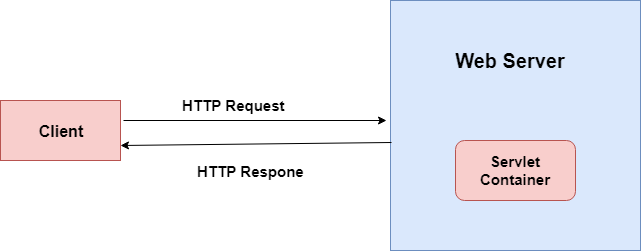 Web Server
HTTP Request
Client
HTTP Respone
Servlet
Container